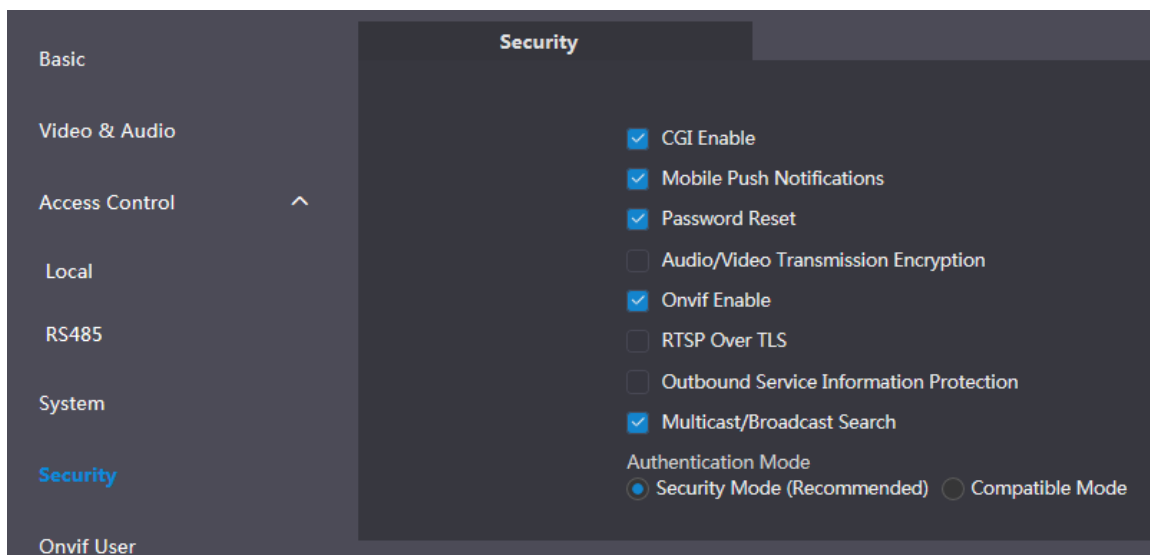 Basic
Video & Audio
Access Control
Local
RS485
System
Security
Onvif User
Security
CGI Enable
Mobile Push Notifications
Password Reset
Audio/Video Transmission Encryption
Onvif Enable
RTSP Over TLS
Outbound Service Information Protection
Multicast/Broadcast Search
Authentication Mode
Security Mode (Recommended) Compatible Mode